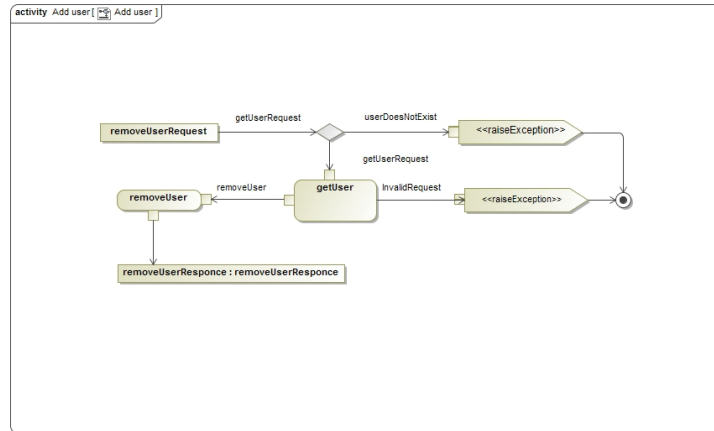 activity Add user [ Add user ]
getUserRequest
userDoesNotExist
removeUserRequest
<<raiseException>>
getUserRequest
removeUser
removeUser
getUser
InvalidRequest
<<raiseException>>
removeUserResponce : removeUserResponce